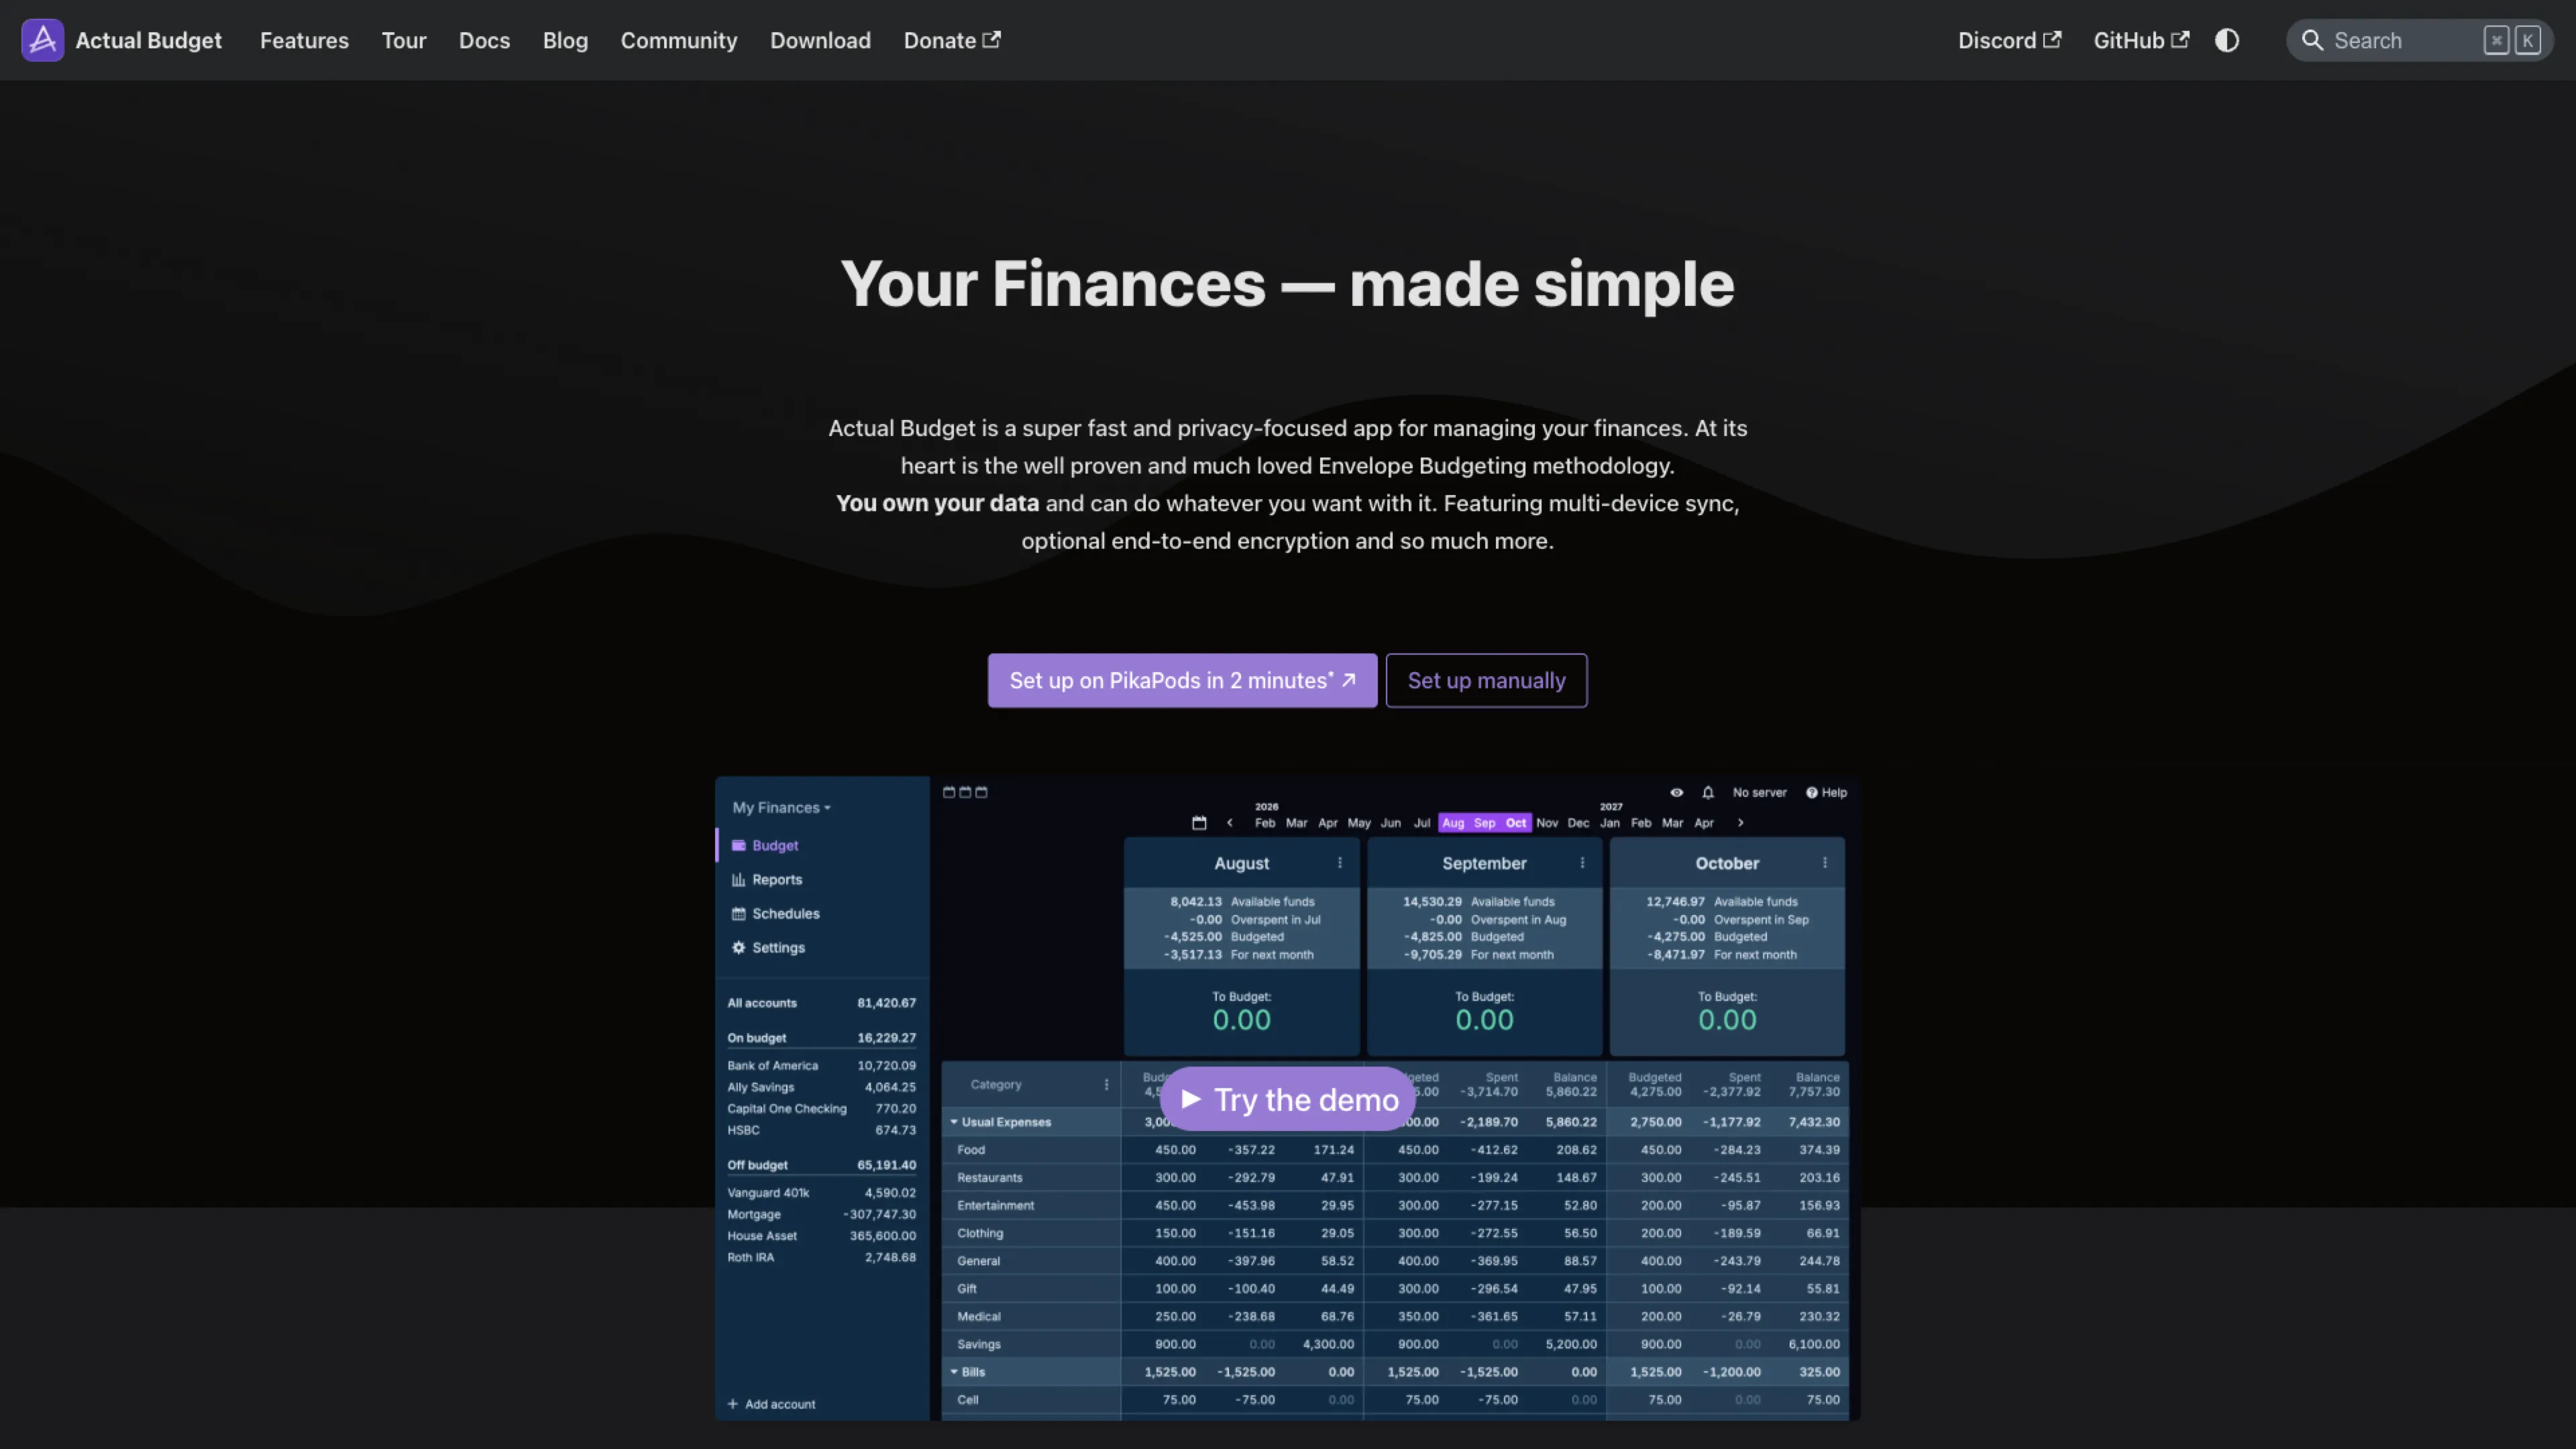 Actual Budget Features Tour Docs Blog Community Download Donate Discord GitHub Search ⌘ K
Your Finances — made simple
Actual Budget is a super fast and privacy-focused app for managing your finances. At its
heart is the well proven and much loved Envelope Budgeting methodology.
You own your data and can do whatever you want with it. Featuring multi-device sync,
optional end-to-end encryption and so much more.
Set up on PikaPods in 2 minutes* ↗ Set up manually
My Finances
Budget
Reports
Schedules
Settings
All accounts 81,420.67
On budget 16,229.27
Bank of America 10,720.09
Ally Savings 4,064.25
Capital One Checking 770.20
HSBC 674.73
Off budget 65,191.40
Vanguard 401k 4,590.02
Mortgage -307,747.30
House Asset 365,600.00
Roth IRA 2,748.68
+ Add account
No server Help
2026 2027
Feb Mar Apr May Jun Jul Aug Sep Oct Nov Dec Jan Feb Mar Apr
August
8,042.13 Available funds
-0.00 Overspent in Jul
-4,525.00 Budgeted
-3,517.13 For next month
To Budget:
0.00
September
14,530.29 Available funds
-0.00 Overspent in Aug
-4,825.00 Budgeted
-9,705.29 For next month
To Budget:
0.00
October
12,746.97 Available funds
-0.00 Overspent in Sep
-4,275.00 Budgeted
-8,471.97 For next month
To Budget:
0.00
Category
Spent Balance Budgeted Spent Balance
-3,714.70 5,860.22 4,275.00 -2,377.92 7,757.30
Try the demo
Usual Expenses -2,189.70 5,860.22 2,750.00 -1,177.92 7,432.30
Food 450.00 -357.22 171.24 450.00 -412.62 208.62 450.00 -284.23 374.39
Restaurants 300.00 -292.79 47.91 300.00 -199.24 148.67 300.00 -245.51 203.16
Entertainment 450.00 -453.98 29.95 300.00 -277.15 52.80 200.00 -95.87 156.93
Clothing 150.00 -151.16 29.05 300.00 -272.55 56.50 200.00 -189.59 66.91
General 400.00 -397.96 58.52 400.00 -369.95 88.57 400.00 -243.79 244.78
Gift 100.00 -100.40 44.49 300.00 -296.54 47.95 100.00 -92.14 55.81
Medical 250.00 -238.68 68.76 350.00 -361.65 57.11 200.00 -26.79 230.32
Savings 900.00 0.00 4,300.00 900.00 0.00 5,200.00 900.00 0.00 6,100.00
Bills 1,525.00 -1,525.00 0.00 1,525.00 -1,525.00 0.00 1,525.00 -1,200.00 325.00
Cell 75.00 -75.00 0.00 75.00 -75.00 0.00 75.00 0.00 75.00